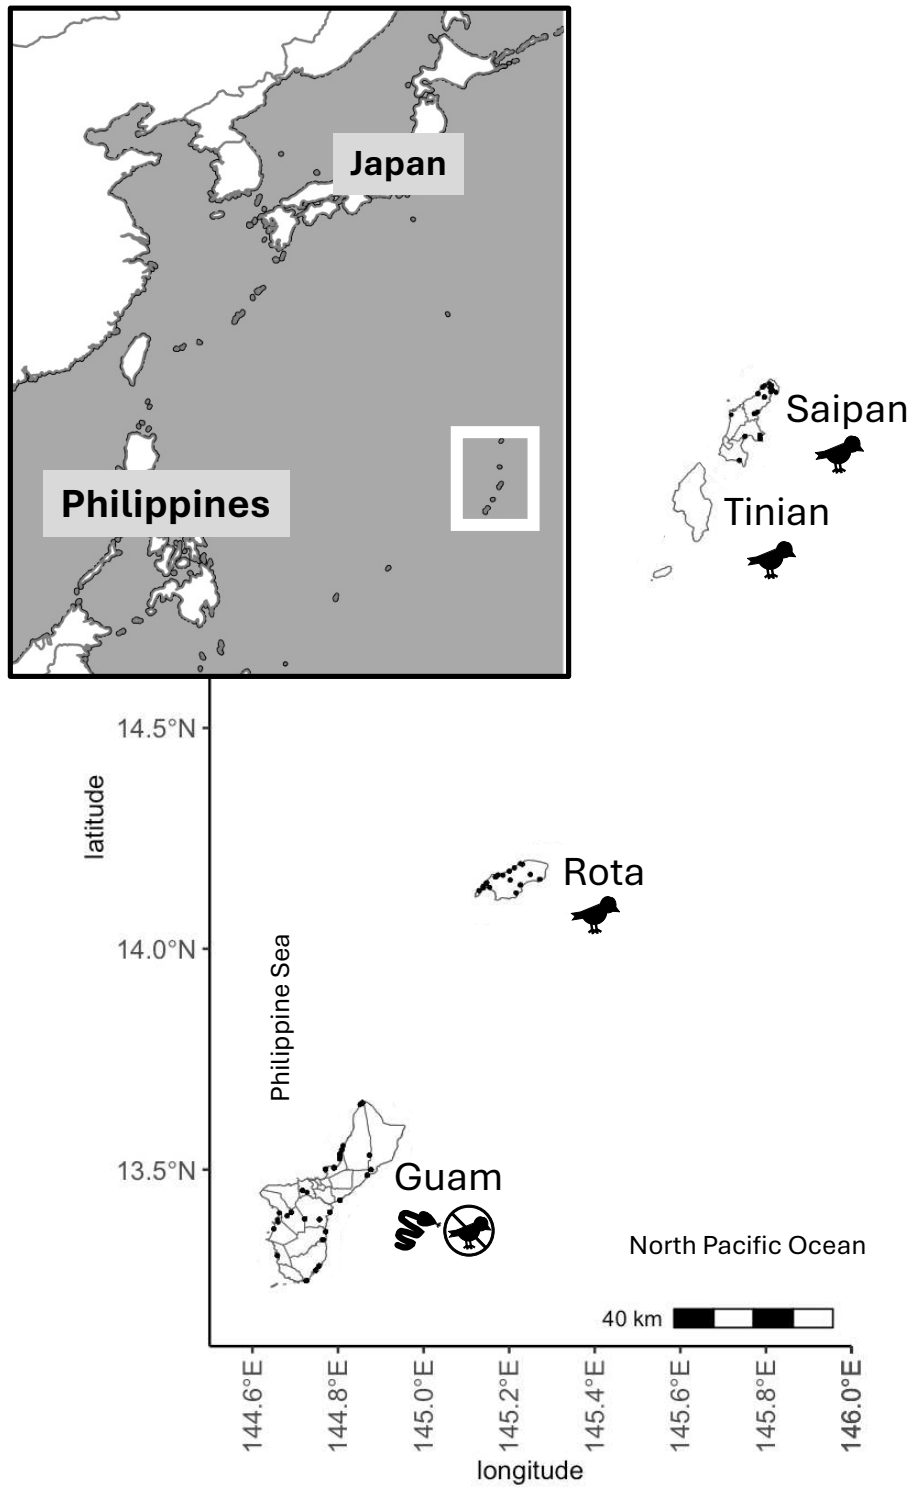 Japan
Philippines
Saipan
Tinian
14.5°N
latitude
Rota
14.0°N
Philippine Sea
13.5°N
Guam
North Pacific Ocean
40 km
144.6°E
144.8°E
145.0°E
145.2°E
145.4°E
145.6°E
145.8°E
146.0°E
longitude